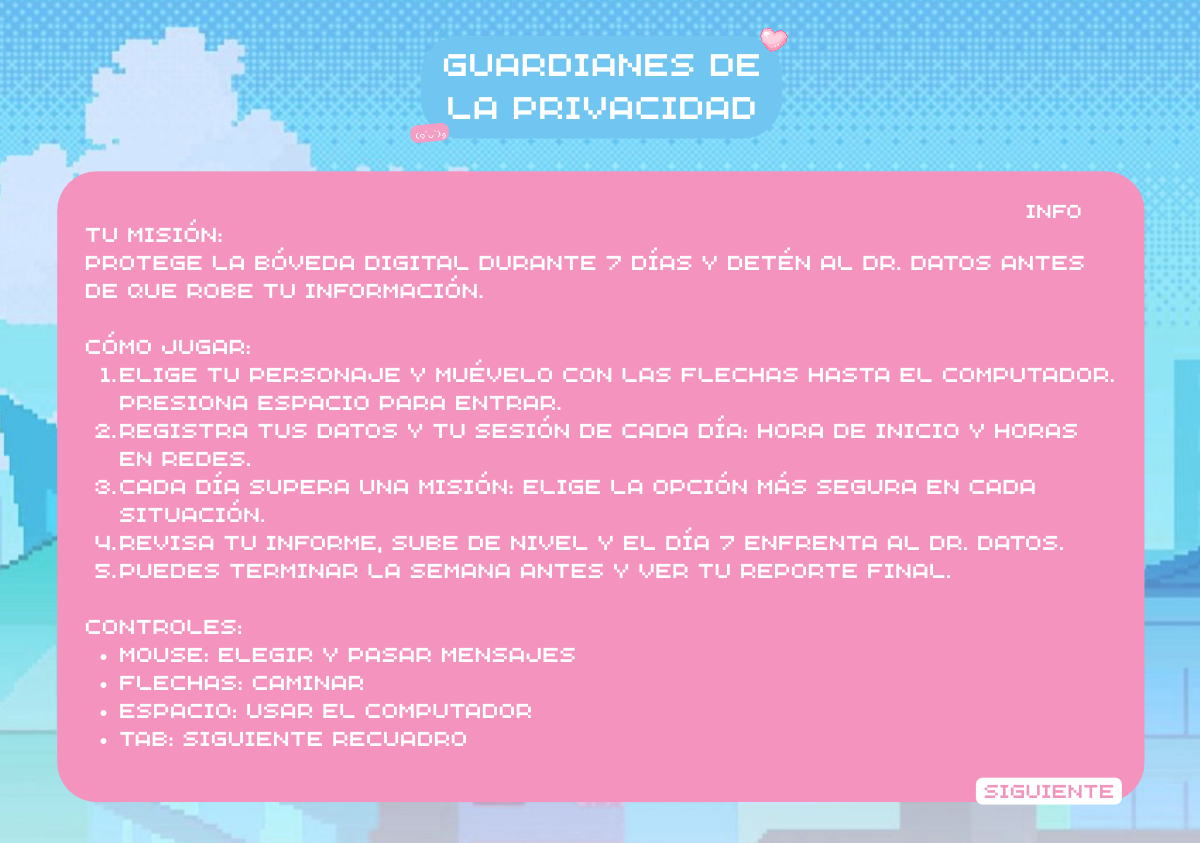 GUARDIANES DE
LA PRIVACIDAD
(๑˘ᴗ˘)๑
INFO
TU MISIÓN:
PROTEGE LA BÓVEDA DIGITAL DURANTE 7 DÍAS Y DETÉN AL DR. DATOS ANTES
DE QUE ROBE TU INFORMACIÓN.
CÓMO JUGAR:
1. ELIGE TU PERSONAJE Y MUÉVELO CON LAS FLECHAS HASTA EL COMPUTADOR.
PRESIONA ESPACIO PARA ENTRAR.
2. REGISTRA TUS DATOS Y TU SESIÓN DE CADA DÍA: HORA DE INICIO Y HORAS
EN REDES.
3. CADA DÍA SUPERA UNA MISIÓN: ELIGE LA OPCIÓN MÁS SEGURA EN CADA
SITUACIÓN.
4. REVISA TU INFORME, SUBE DE NIVEL Y EL DÍA 7 ENFRENTA AL DR. DATOS.
5. PUEDES TERMINAR LA SEMANA ANTES Y VER TU REPORTE FINAL.
CONTROLES:
• MOUSE: ELEGIR Y PASAR MENSAJES
• FLECHAS: CAMINAR
• ESPACIO: USAR EL COMPUTADOR
• TAB: SIGUIENTE RECUADRO
SIGUIENTE